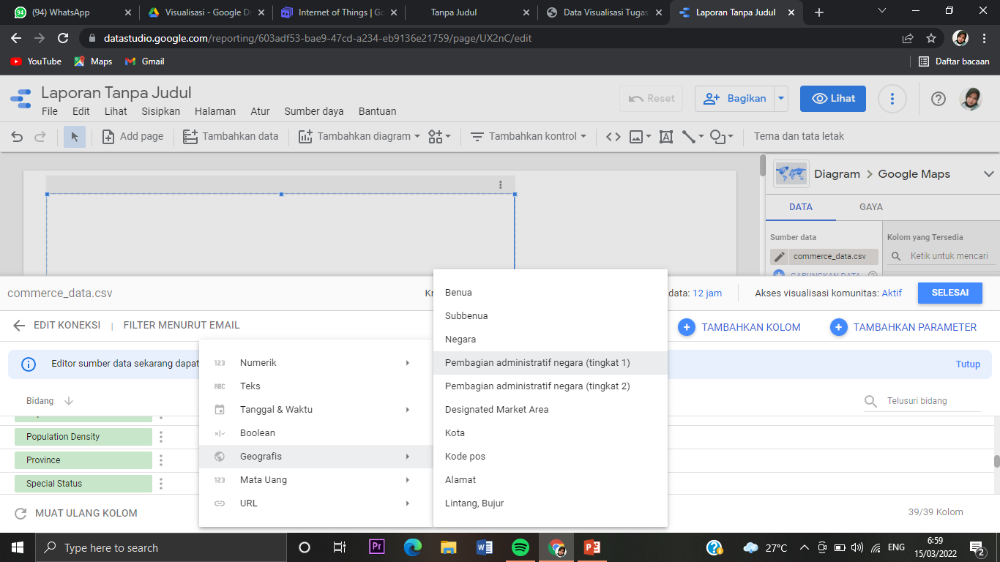 (94) WhatsApp
Visualisasi - Google Dr
Internet of Things | Go
Tanpa Judul
Data Visualisasi Tugas
Laporan Tanpa Judul
datastudio.google.com/reporting/603adf53-bae9-47cd-a234-eb9136e21759/page/UX2nC/edit
YouTube
Maps
Gmail
Daftar bacaan
Laporan Tanpa Judul
Reset
Bagikan
Lihat
File Edit Lihat Sisipkan Halaman Atur Sumber daya Bantuan
Add page
Tambahkan data
Tambahkan diagram
Tambahkan kontrol
Tema dan tata letak
Diagram > Google Maps
DATA
GAYA
Sumber data
Kolom yang Tersedia
commerce_data.csv
Ketik untuk mencari
GABUNGKAN DATA
commerce_data.csv
Kr
data: 12 jam
Akses visualisasi komunitas: Aktif
SELESAI
EDIT KONEKSI | FILTER MENURUT EMAIL
TAMBAHKAN KOLOM
TAMBAHKAN PARAMETER
Editor sumber data sekarang dapat
Tutup
Bidang
Telusuri bidang
Population Density
Province
Special Status
MUAT ULANG KOLOM
39/39 Kolom
123 Numerik
ABC Teks
Tanggal & Waktu
Boolean
Geografis
123 Mata Uang
URL
Benua
Subbenua
Negara
Pembagian administratif negara (tingkat 1)
Pembagian administratif negara (tingkat 2)
Designated Market Area
Kota
Kode pos
Alamat
Lintang, Bujur
Type here to search
Pr
27°C
ENG
6:59
15/03/2022
2